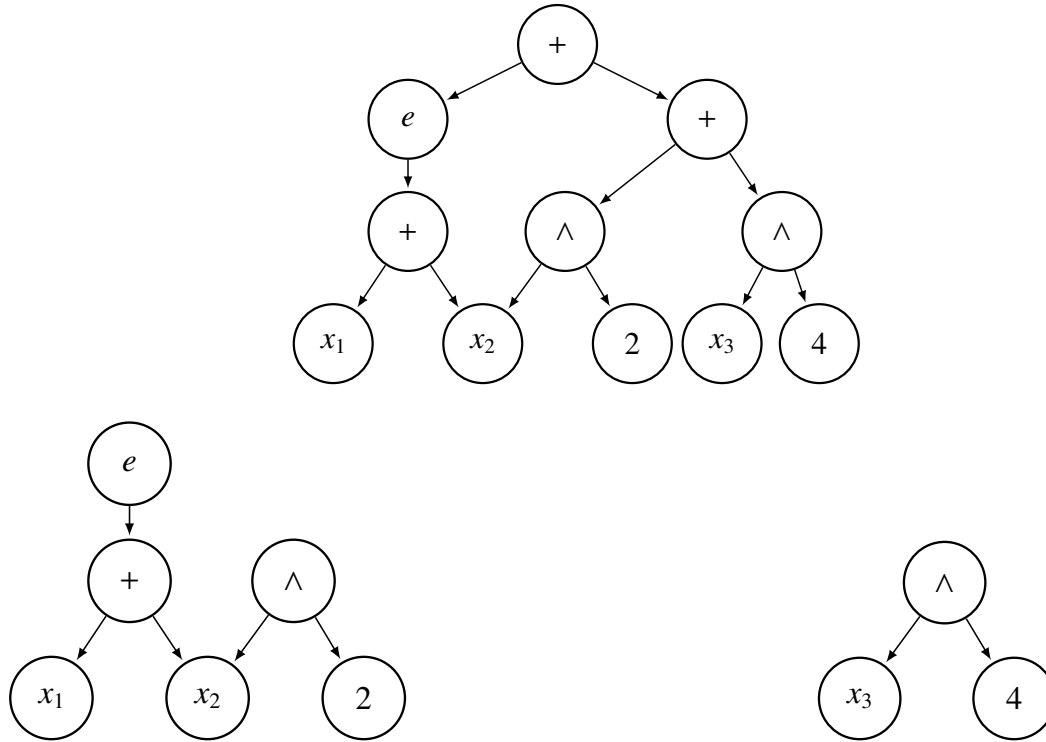 +
e +
+ ∧ ∧
x₁ x₂ 2 x₃ 4
e
+ ∧ ∧
x₁ x₂ 2 x₃ 4